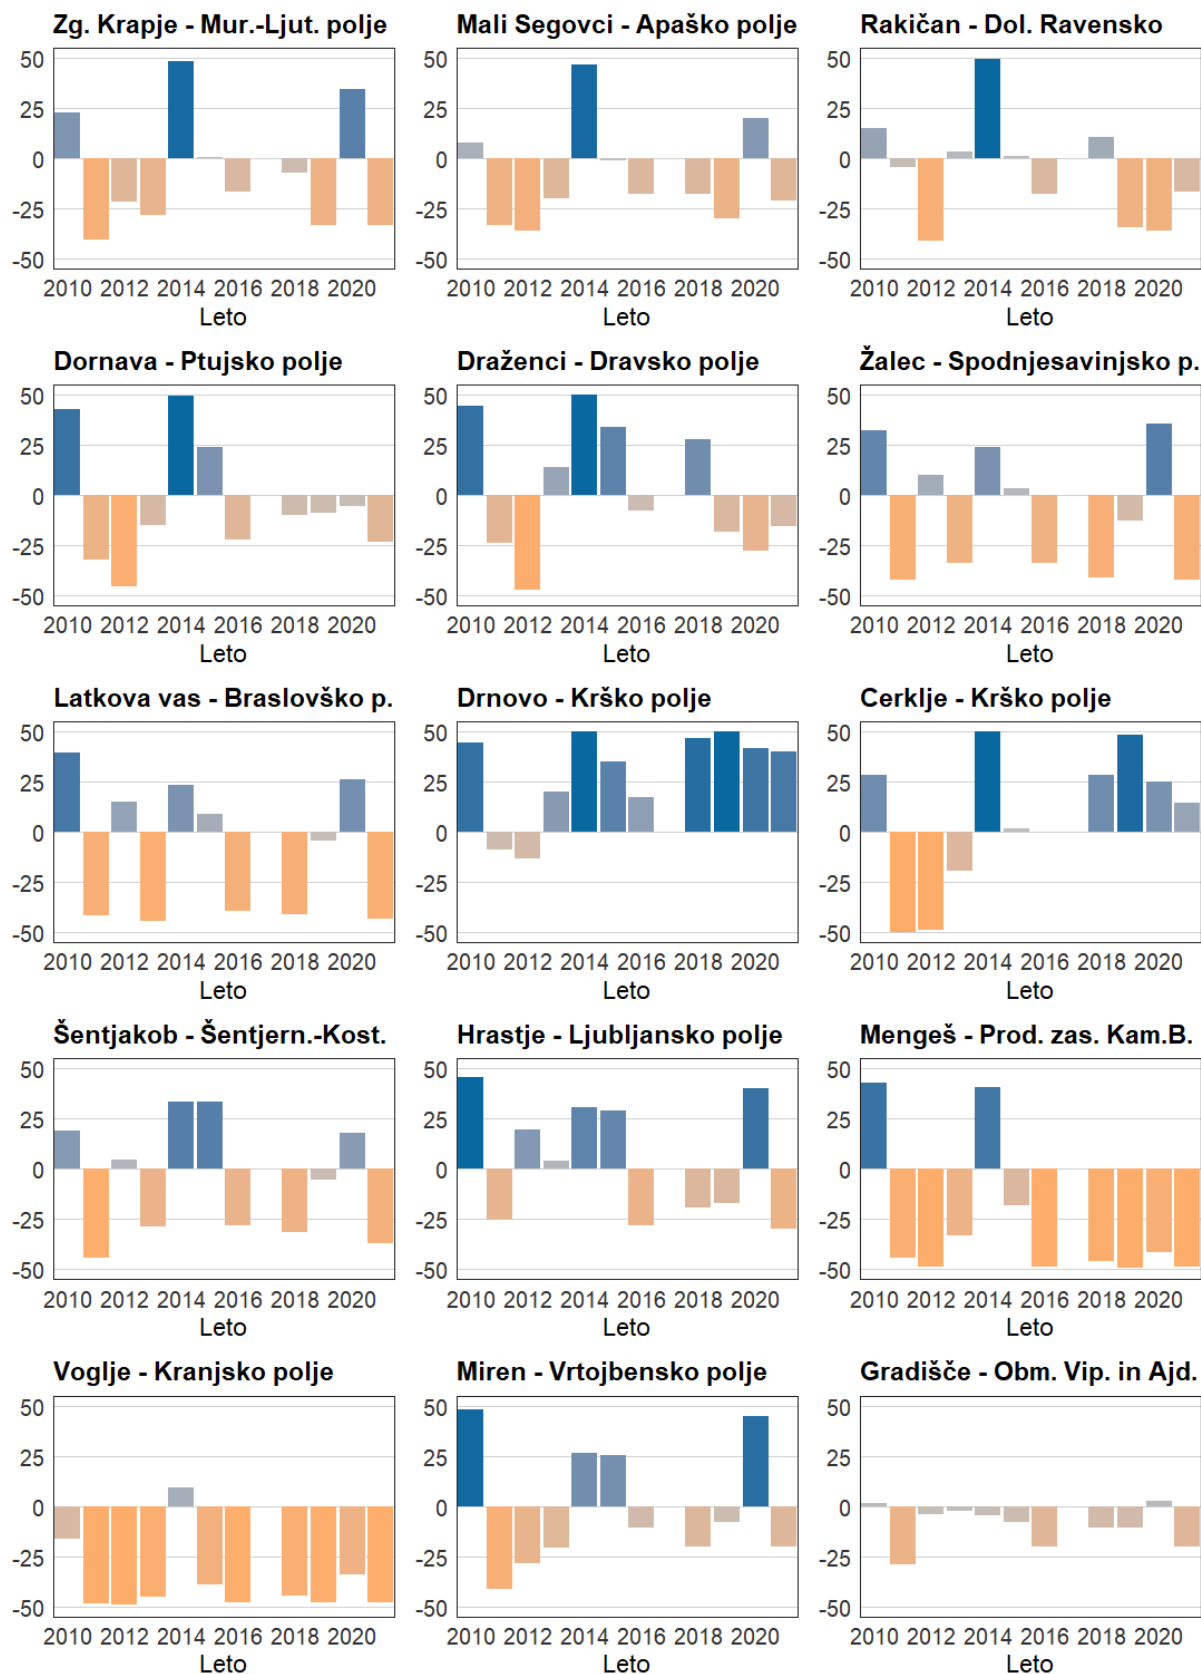 Zg. Krapje - Mur.-Ljut. polje
Mali Segovci - Apaško polje
Rakičan - Dol. Ravensko
50 25 0 -25 -50
50 25 0 -25 -50
50 25 0 -25 -50
2010 2012 2014 2016 2018 2020
2010 2012 2014 2016 2018 2020
2010 2012 2014 2016 2018 2020
Leto
Leto
Leto
Dornava - Ptujsko polje
Draženci - Dravsko polje
Žalec - Spodnjesavinjsko p.
50 25 0 -25 -50
50 25 0 -25 -50
50 25 0 -25 -50
2010 2012 2014 2016 2018 2020
2010 2012 2014 2016 2018 2020
2010 2012 2014 2016 2018 2020
Leto
Leto
Leto
Latkova vas - Braslovško p.
Drnovo - Krško polje
Cerklje - Krško polje
50 25 0 -25 -50
50 25 0 -25 -50
50 25 0 -25 -50
2010 2012 2014 2016 2018 2020
2010 2012 2014 2016 2018 2020
2010 2012 2014 2016 2018 2020
Leto
Leto
Leto
Šentjakob - Šentjern.-Kost.
Hrastje - Ljubljansko polje
Mengeš - Prod. zas. Kam.B.
50 25 0 -25 -50
50 25 0 -25 -50
50 25 0 -25 -50
2010 2012 2014 2016 2018 2020
2010 2012 2014 2016 2018 2020
2010 2012 2014 2016 2018 2020
Leto
Leto
Leto
Voglje - Kranjsko polje
Miren - Vrtojbensko polje
Gradišče - Obm. Vip. in Ajd.
50 25 0 -25 -50
50 25 0 -25 -50
50 25 0 -25 -50
2010 2012 2014 2016 2018 2020
2010 2012 2014 2016 2018 2020
2010 2012 2014 2016 2018 2020
Leto
Leto
Leto